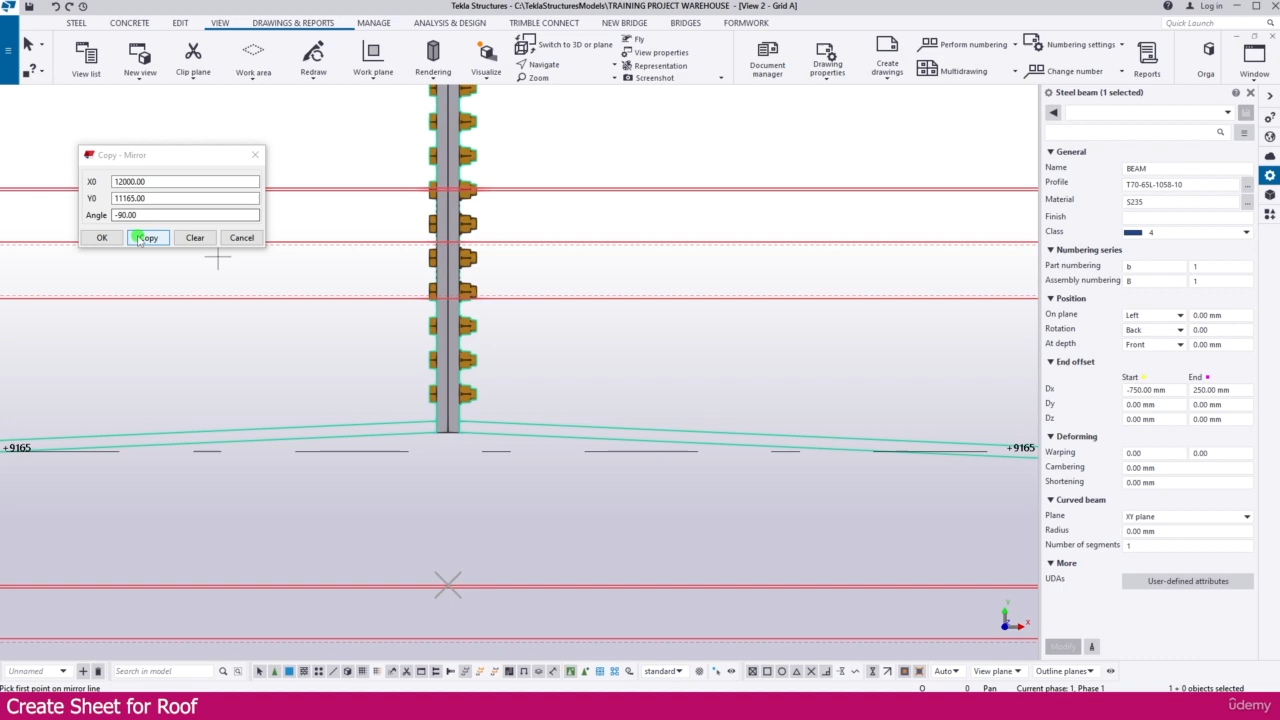 Tekla Structures - C:\TeklaStructuresModels\TRAINING PROJECT WAREHOUSE - [View 2 - Grid A]
Log in
STEEL CONCRETE EDIT VIEW DRAWINGS & REPORTS MANAGE ANALYSIS & DESIGN TRIMBLE CONNECT NEW BRIDGE BRIDGES FORMWORK
Quick Launch
View list
New view
Clip plane
Work area
Redraw
Work plane
Rendering
Visualize
Switch to 3D or plane
Navigate
Zoom
Fly
View properties
Representation
Screenshot
Document manager
Drawing properties
Create drawings
Perform numbering
Multidrawing
Numbering settings
Change number
Reports
Orga
Window
Copy - Mirror
X0 12000.00
Y0 11165.00
Angle -90.00
OK Copy Clear Cancel
+9165
+9165
Steel beam (1 selected)
General
Name BEAM
Profile T70-65L-1058-10
Material S235
Finish
Class 4
Numbering series
Part numbering b 1
Assembly numbering B 1
Position
On plane Left 0.00 mm
Rotation Back 0.00
At depth Front 0.00 mm
End offset
Start End
Dx -750.00 mm 250.00 mm
Dy 0.00 mm 0.00 mm
Dz 0.00 mm 0.00 mm
Deforming
Warping 0.00 0.00
Cambering 0.00 mm
Shortening 0.00 mm
Curved beam
Plane XY plane
Radius 0.00 mm
Number of segments 1
More
UDAs User-defined attributes
Modify
Y
X
Unnamed Search in model standard Auto View plane Outline planes
Pick first point on mirror line O 0 Pan Current phase: 1, Phase 1 1 + 0 objects selected
Create Sheet for Roof
ûdemy